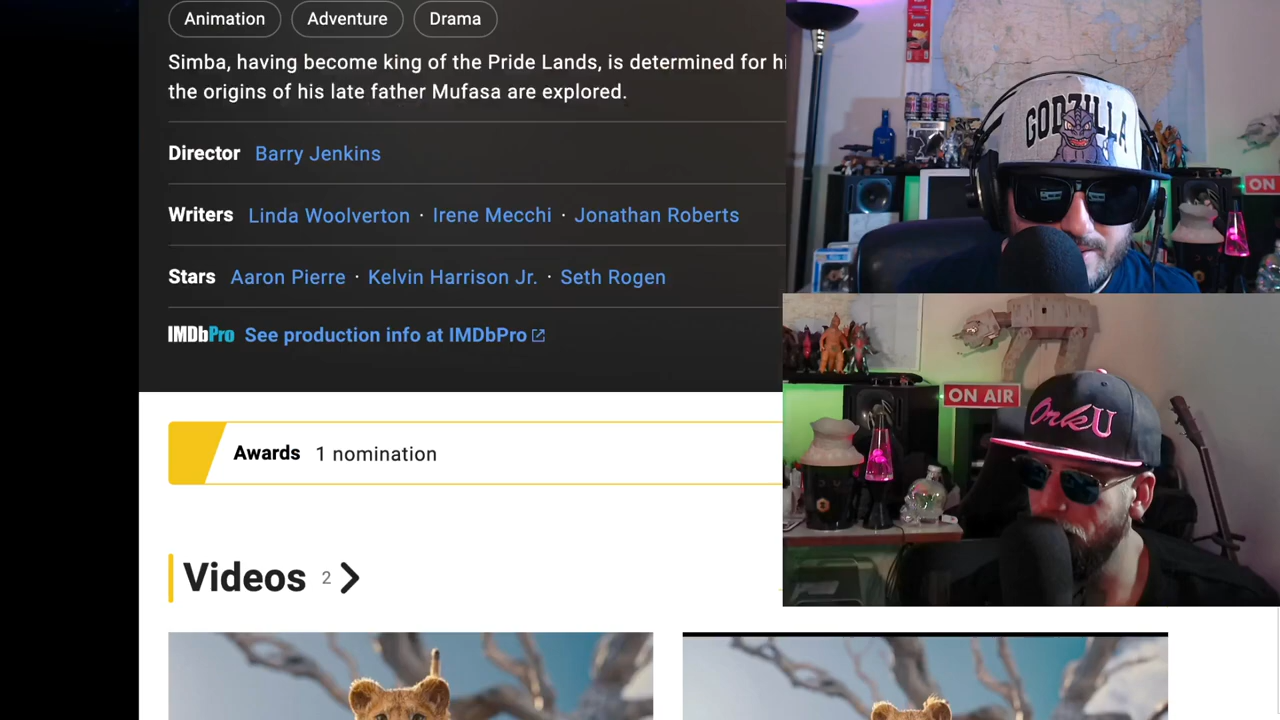 Animation
Adventure
Drama
Simba, having become king of the Pride Lands, is determined for hi
the origins of his late father Mufasa are explored.
Director Barry Jenkins
Writers Linda Woolverton · Irene Mecchi · Jonathan Roberts
Stars Aaron Pierre · Kelvin Harrison Jr. · Seth Rogen
IMDbPro See production info at IMDbPro
Awards 1 nomination
Videos 2
GODZILLA
ON
ON AIR
OrkU